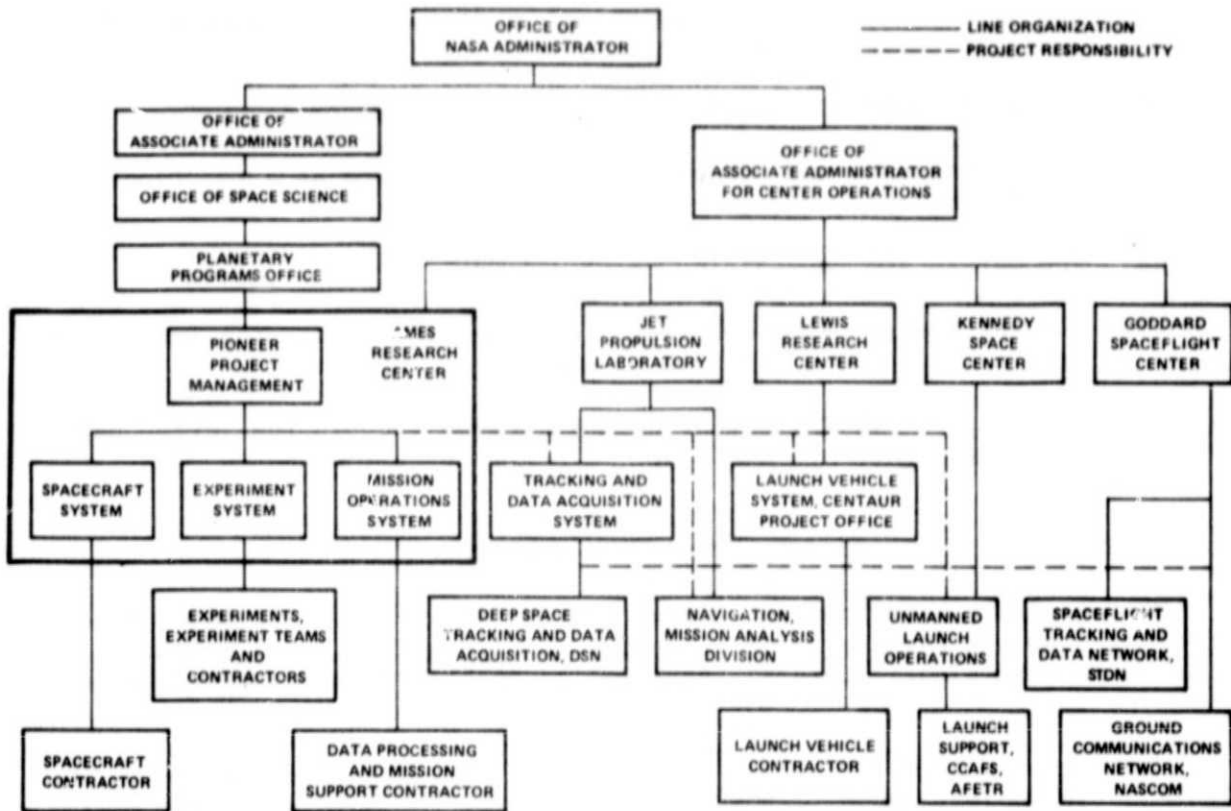 OFFICE OF
NASA ADMINISTRATOR
LINE ORGANIZATION
PROJECT RESPONSIBILITY
OFFICE OF
ASSOCIATE ADMINISTRATOR
OFFICE OF
ASSOCIATE ADMINISTRATOR
FOR CENTER OPERATIONS
OFFICE OF SPACE SCIENCE
PLANETARY
PROGRAMS OFFICE
PIONEER
PROJECT
MANAGEMENT
AMES
RESEARCH
CENTER
JET
PROPULSION
LABORATORY
LEWIS
RESEARCH
CENTER
KENNEDY
SPACE
CENTER
GODDARD
SPACEFLIGHT
CENTER
SPACECRAFT
SYSTEM
EXPERIMENT
SYSTEM
MISSION
OPERATIONS
SYSTEM
TRACKING AND
DATA ACQUISITION
SYSTEM
LAUNCH VEHICLE
SYSTEM, CENTAUR
PROJECT OFFICE
EXPERIMENTS,
EXPERIMENT TEAMS
AND
CONTRACTORS
DEEP SPACE
TRACKING AND DATA
ACQUISITION, DSN
NAVIGATION,
MISSION ANALYSIS
DIVISION
UNMANNED
LAUNCH
OPERATIONS
SPACEFLIGHT
TRACKING AND
DATA NETWORK,
STDN
SPACECRAFT
CONTRACTOR
DATA PROCESSING
AND MISSION
SUPPORT CONTRACTOR
LAUNCH VEHICLE
CONTRACTOR
LAUNCH
SUPPORT,
CCAFS,
AFETR
GROUND
COMMUNICATIONS
NETWORK,
NASCOM